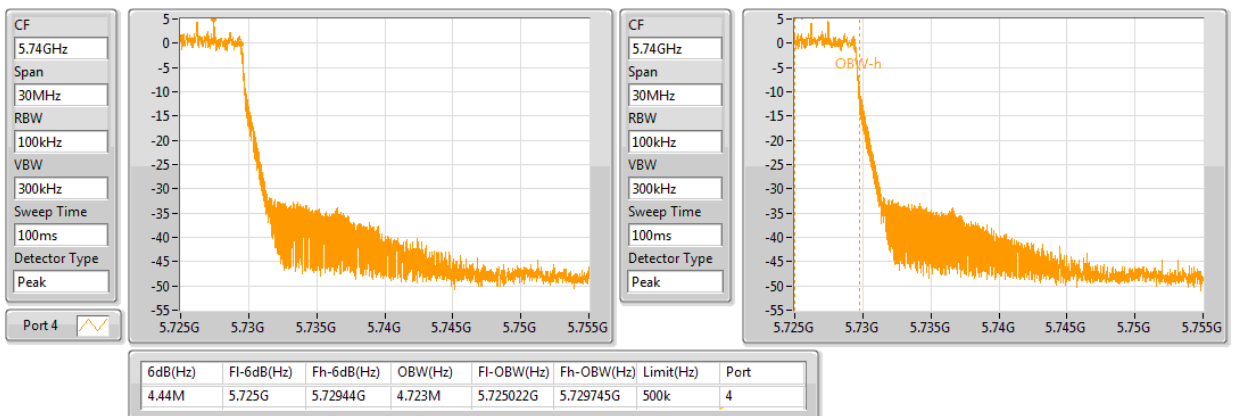 CF
5.74GHz
Span
30MHz
RBW
100kHz
VBW
300kHz
Sweep Time
100ms
Detector Type
Peak
Port 4
5
0
-5
-10
-15
-20
-25
-30
-35
-40
-45
-50
-55
5.725G 5.73G 5.735G 5.74G 5.745G 5.75G 5.755G
CF
5.74GHz
Span
30MHz
RBW
100kHz
VBW
300kHz
Sweep Time
100ms
Detector Type
Peak
5
0
-5
-10
-15
-20
-25
-30
-35
-40
-45
-50
-55
OBW-h
5.725G 5.73G 5.735G 5.74G 5.745G 5.75G 5.755G
6dB(Hz) Fl-6dB(Hz) Fh-6dB(Hz) OBW(Hz) Fl-OBW(Hz) Fh-OBW(Hz) Limit(Hz) Port
4.44M 5.725G 5.72944G 4.723M 5.725022G 5.729745G 500k 4